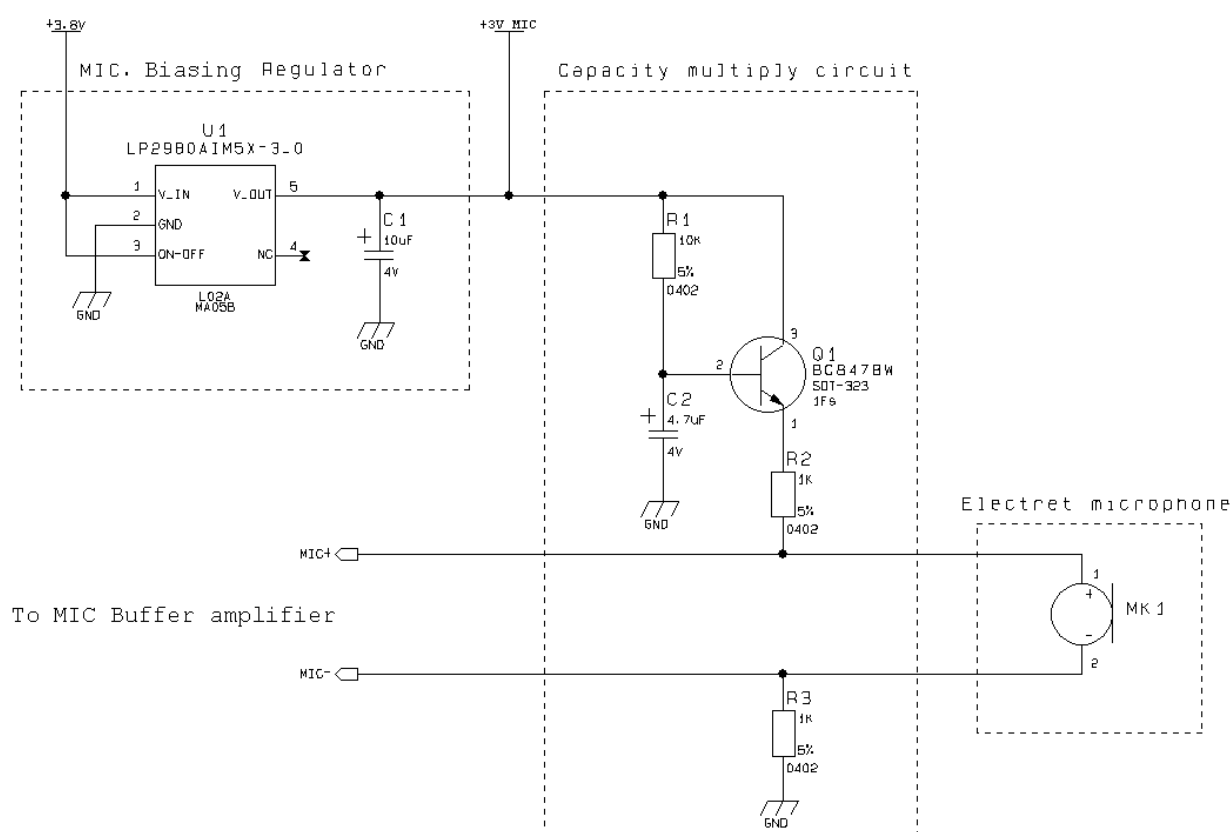 +3.8V
+3V MIC
MIC. Biasing Regulator
Capacity multiply circuit
U1
LP2980AIM5X-3_0
1
V_IN
V_OUT
5
2
GND
3
ON-OFF
NC
4
L02A
MA05B
GND
C1
+
10uF
4V
GND
R1
10K
5%
0402
3
2
Q1
BC847BW
SOT-323
1Fs
1
C2
+
4.7uF
4V
GND
R2
1K
5%
0402
Electret microphone
MIC+
1
+
MK1
-
2
To MIC Buffer amplifier
MIC-
R3
1K
5%
0402
GND